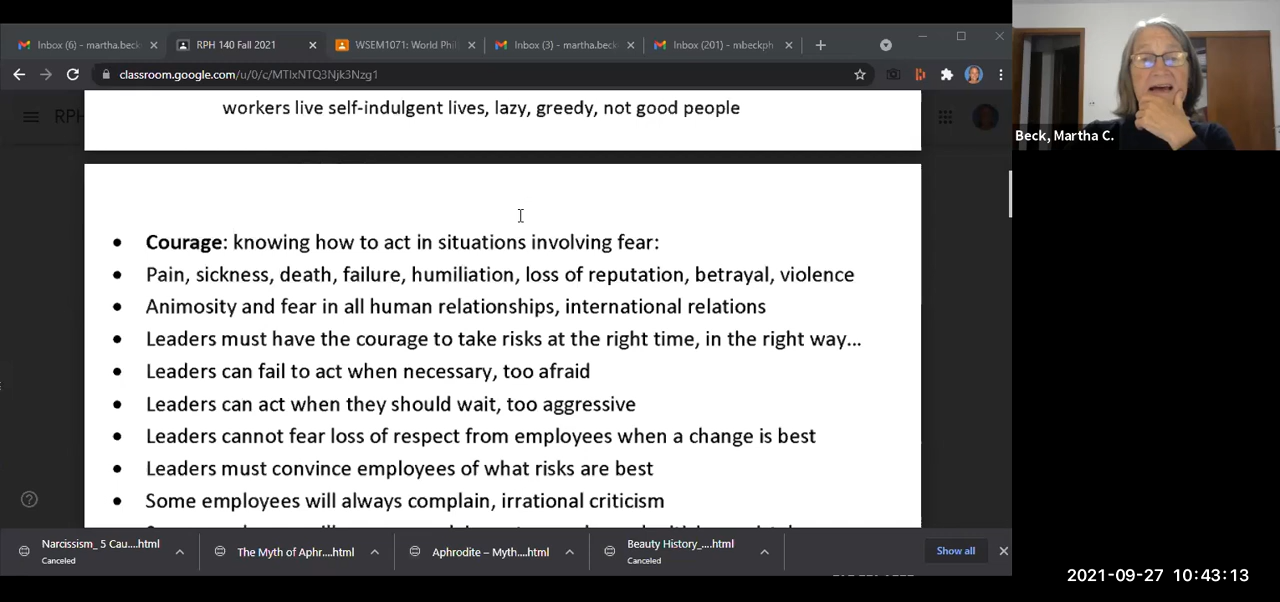 Inbox (6) - martha.beck
RPH 140 Fall 2021
WSEM1071: World Phil
Inbox (3) - martha.beck
Inbox (201) - mbeckph
classroom.google.com/u/0/c/MTIxNTQ3Njk3Nzg1
RPH
workers live self-indulgent lives, lazy, greedy, not good people
Beck, Martha C.
• Courage: knowing how to act in situations involving fear:
• Pain, sickness, death, failure, humiliation, loss of reputation, betrayal, violence
• Animosity and fear in all human relationships, international relations
• Leaders must have the courage to take risks at the right time, in the right way...
• Leaders can fail to act when necessary, too afraid
• Leaders can act when they should wait, too aggressive
• Leaders cannot fear loss of respect from employees when a change is best
• Leaders must convince employees of what risks are best
• Some employees will always complain, irrational criticism
Narcissism_ 5 Cau....html
Canceled
The Myth of Aphr....html
Aphrodite – Myth....html
Beauty History_....html
Canceled
Show all
2021-09-27 10:43:13